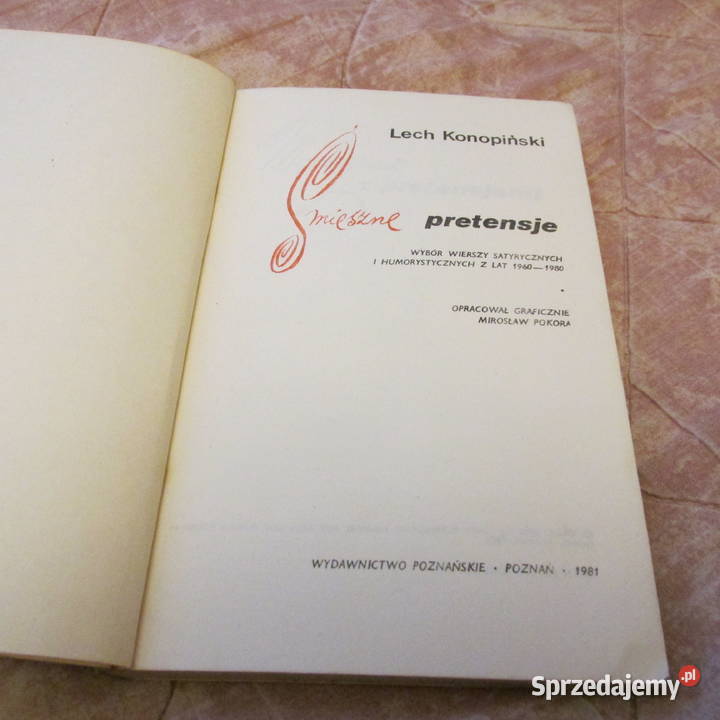 Lech Konopiński
Śmieszne pretensje
WYBÓR WIERSZY SATYRYCZNYCH
I HUMORYSTYCZNYCH Z LAT 1960—1980
OPRACOWAŁ GRAFICZNIE
MIROSŁAW POKORA
WYDAWNICTWO POZNAŃSKIE • POZNAŃ • 1981
Sprzedajemy.pl